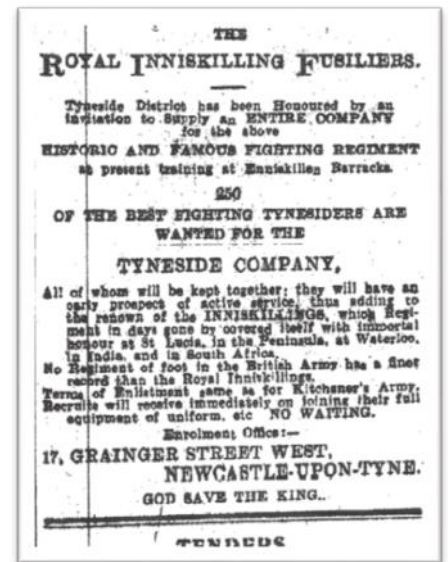 THE
ROYAL INNISKILLING FUSILIERS.
Tyneside District has been Honoured by an
invitation to Supply an ENTIRE COMPANY
for the above
HISTORIC AND FAMOUS FIGHTING REGIMENT
at present training at Enniskillen Barracks.
250
OF THE BEST FIGHTING TYNESIDERS ARE
WANTED FOR THE
TYNESIDE COMPANY,
All of whom will be kept together; they will have an
early prospect of active service, thus adding to
the renown of the INNISKILLINGS, which Regi-
ment in days gone by covered itself with immortal
honour at St Lucia, in the Peninsula, at Waterloo,
in India, and in South Africa.
No Regiment of foot in the British Army has a finer
record than the Royal Inniskillings.
Terms of Enlistment same as for Kitchener's Army.
Recruits will receive immediately on joining their full
equipment of uniform, etc NO WAITING.
Enrolment Office:—
17, GRAINGER STREET WEST,
NEWCASTLE-UPON-TYNE.
GOD SAVE THE KING..
TENDERS